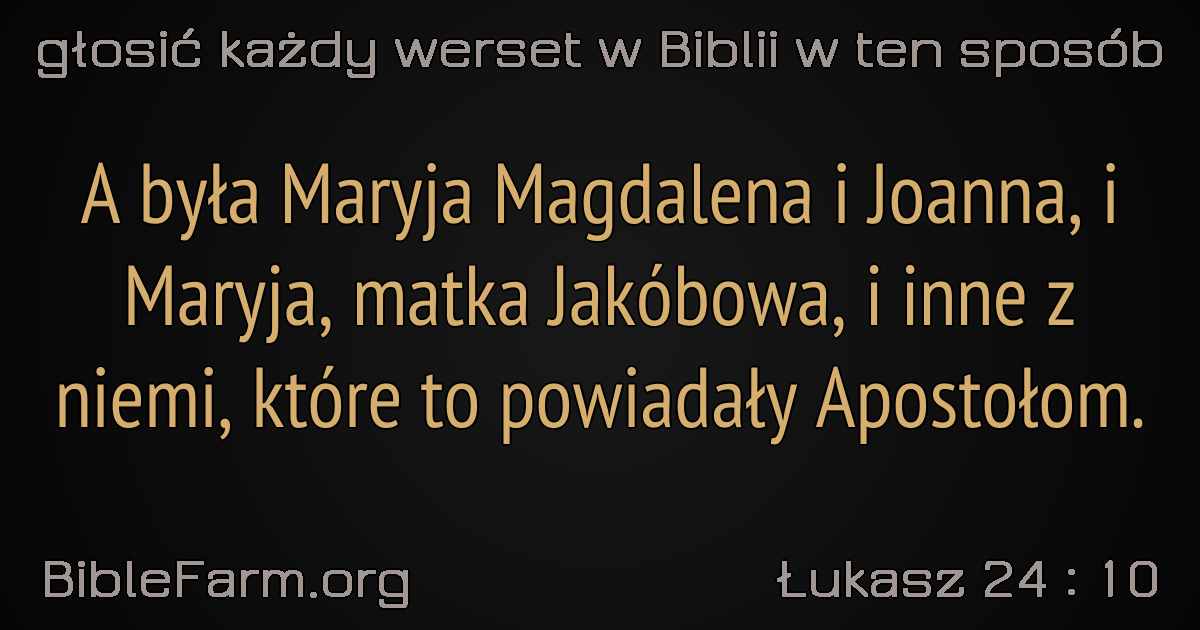 głosić każdy werset w Biblii w ten sposób
A była Maryja Magdalena i Joanna, i
Maryja, matka Jakóbowa, i inne z
niemi, które to powiadały Apostołom.
BibleFarm.org
Łukasz 24 : 10